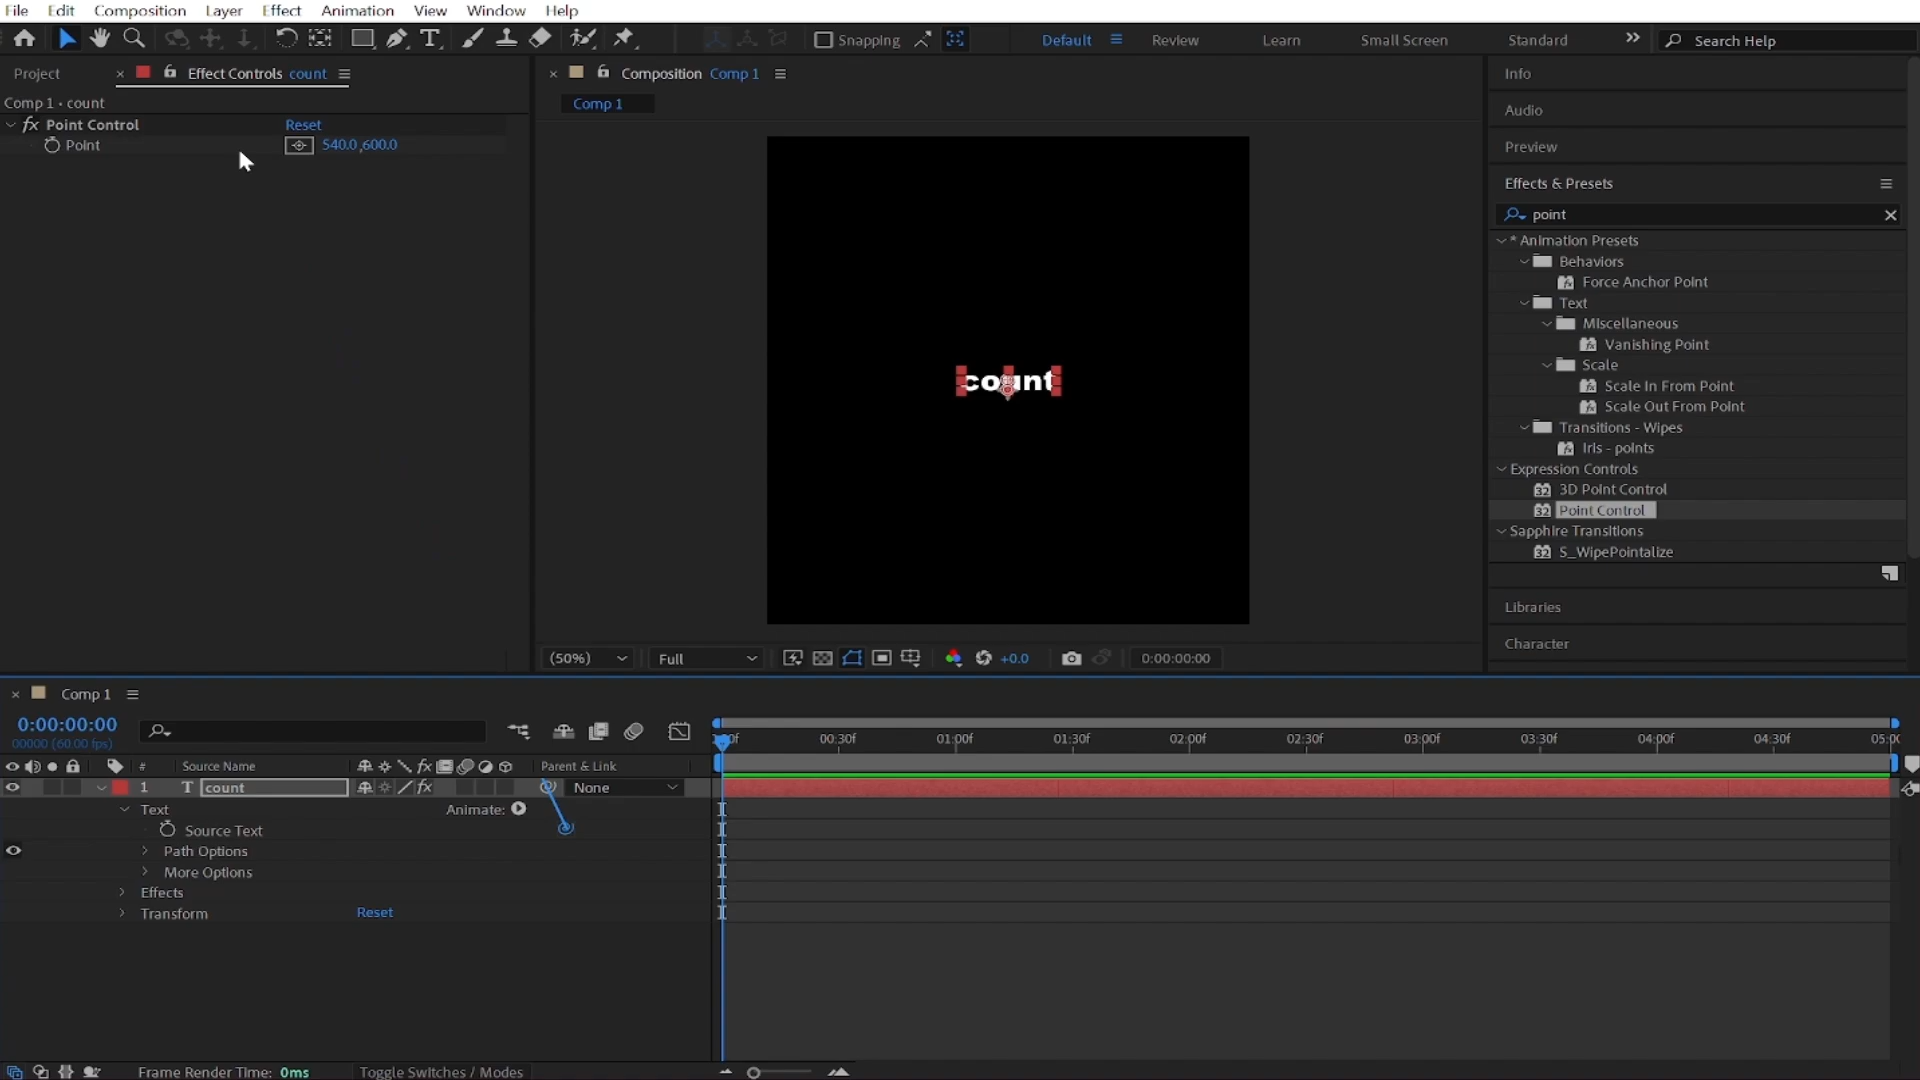 File Edit Composition Layer Effect Animation View Window Help
Snapping Default Review Learn Small Screen Standard Search Help
Project Effect Controls count
Composition Comp 1
Comp 1 • count
Point Control Reset
Point 540.0,600.0
Comp 1
count
Info
Audio
Preview
Effects & Presets
point
* Animation Presets
Behaviors
Force Anchor Point
Text
Miscellaneous
Vanishing Point
Scale
Scale In From Point
Scale Out From Point
Transitions - Wipes
Iris - points
Expression Controls
32 3D Point Control
32 Point Control
Sapphire Transitions
32 S_WipePointalize
Libraries
Character
(50%) Full +0.0 0:00:00:00
Comp 1
0:00:00:00
00000 (60.00 fps)
00:30f 01:00f 01:30f 02:00f 02:30f 03:00f 03:30f 04:00f 04:30f
# Source Name fx Parent & Link
1 T count fx None
Text Animate:
Source Text
Path Options
More Options
Effects
Transform Reset
Frame Render Time: 0ms Toggle Switches / Modes